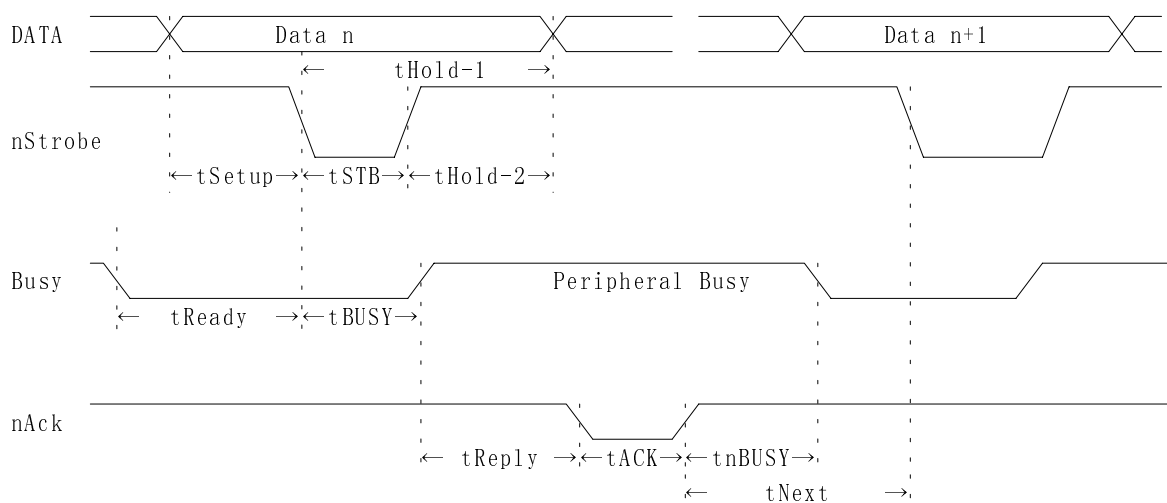 DATA
Data n
Data n+1
tHold-1
nStrobe
tSetup
tSTB
tHold-2
Busy
Peripheral Busy
tReady
tBUSY
nAck
tReply
tACK
tnBUSY
tNext